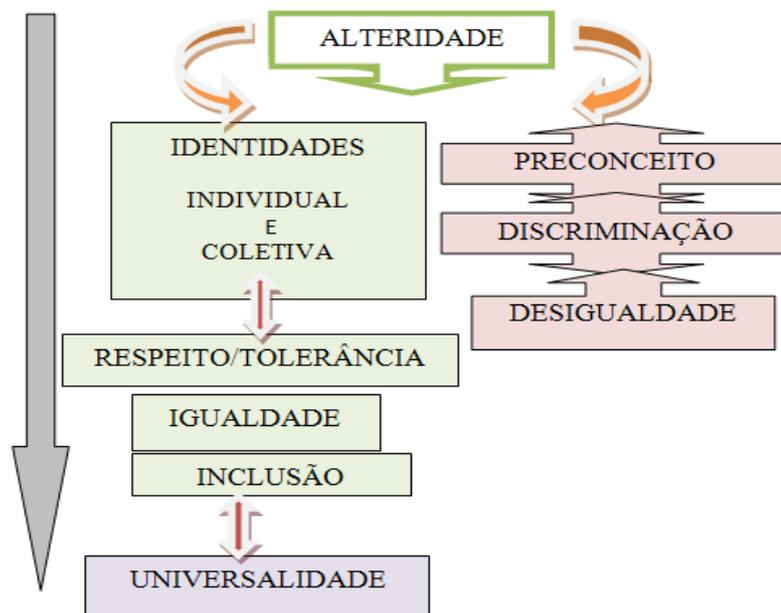 ALTERIDADE
IDENTIDADES
INDIVIDUAL
E
COLETIVA
RESPEITO/TOLERÂNCIA
IGUALDADE
INCLUSÃO
UNIVERSALIDADE
PRECONCEITO
DISCRIMINAÇÃO
DESIGUALDADE